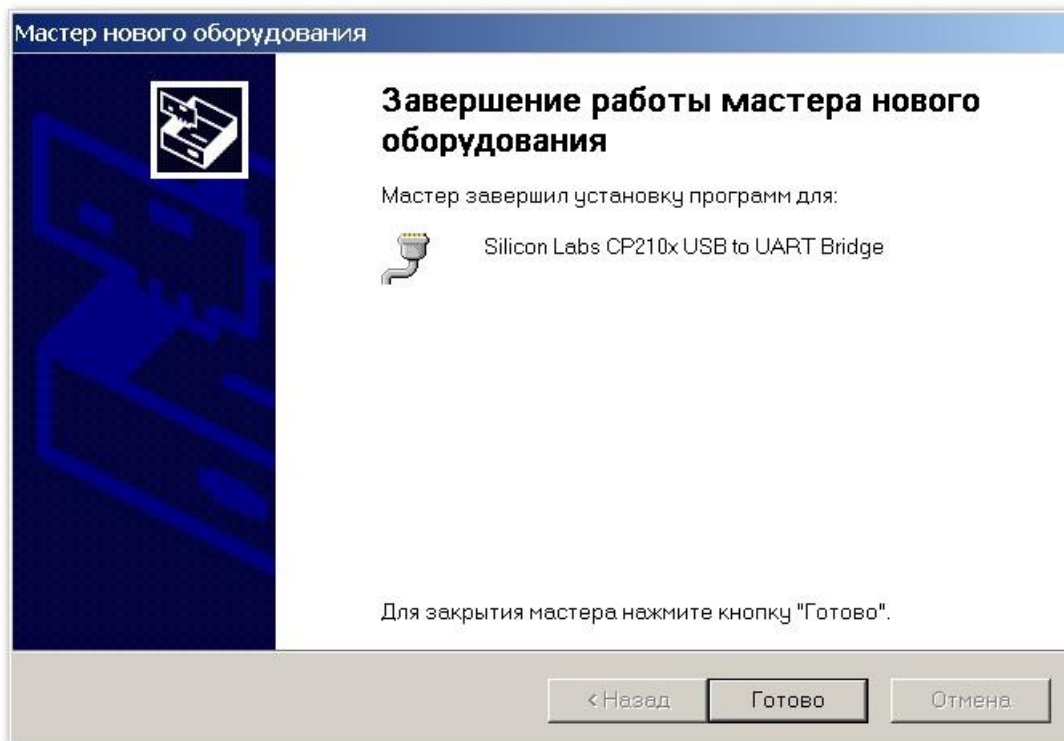 Мастер нового оборудования
Завершение работы мастера нового
оборудования
Мастер завершил установку программ для:
Silicon Labs CP210x USB to UART Bridge
Для закрытия мастера нажмите кнопку "Готово".
< Назад
Готово
Отмена